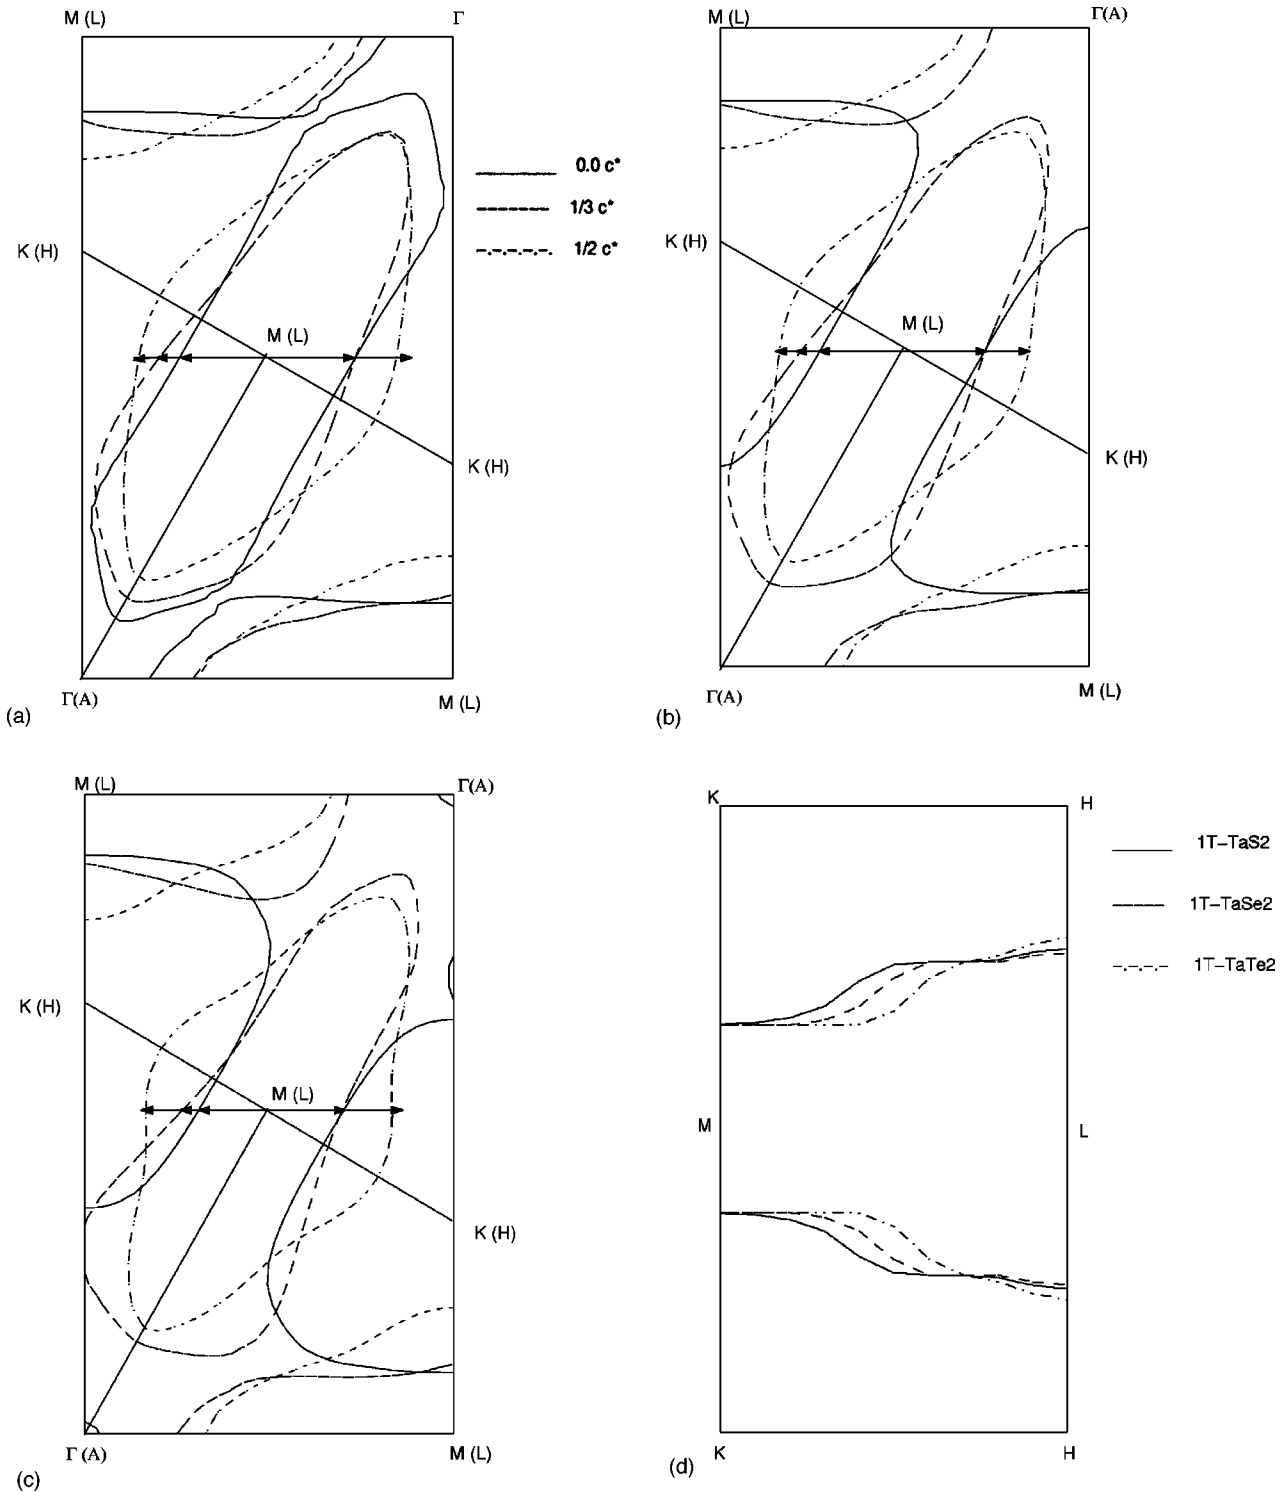 M (L)
Γ
0.0 c*
1/3 c*
1/2 c*
K (H)
M (L)
K (H)
Γ(A)
M (L)
(a)
M (L)
Γ(A)
K (H)
M (L)
K (H)
Γ(A)
M (L)
(b)
M (L)
Γ(A)
K (H)
M (L)
K (H)
Γ (A)
M (L)
(c)
K
H
1T–TaS2
1T–TaSe2
1T–TaTe2
M
L
K
H
(d)